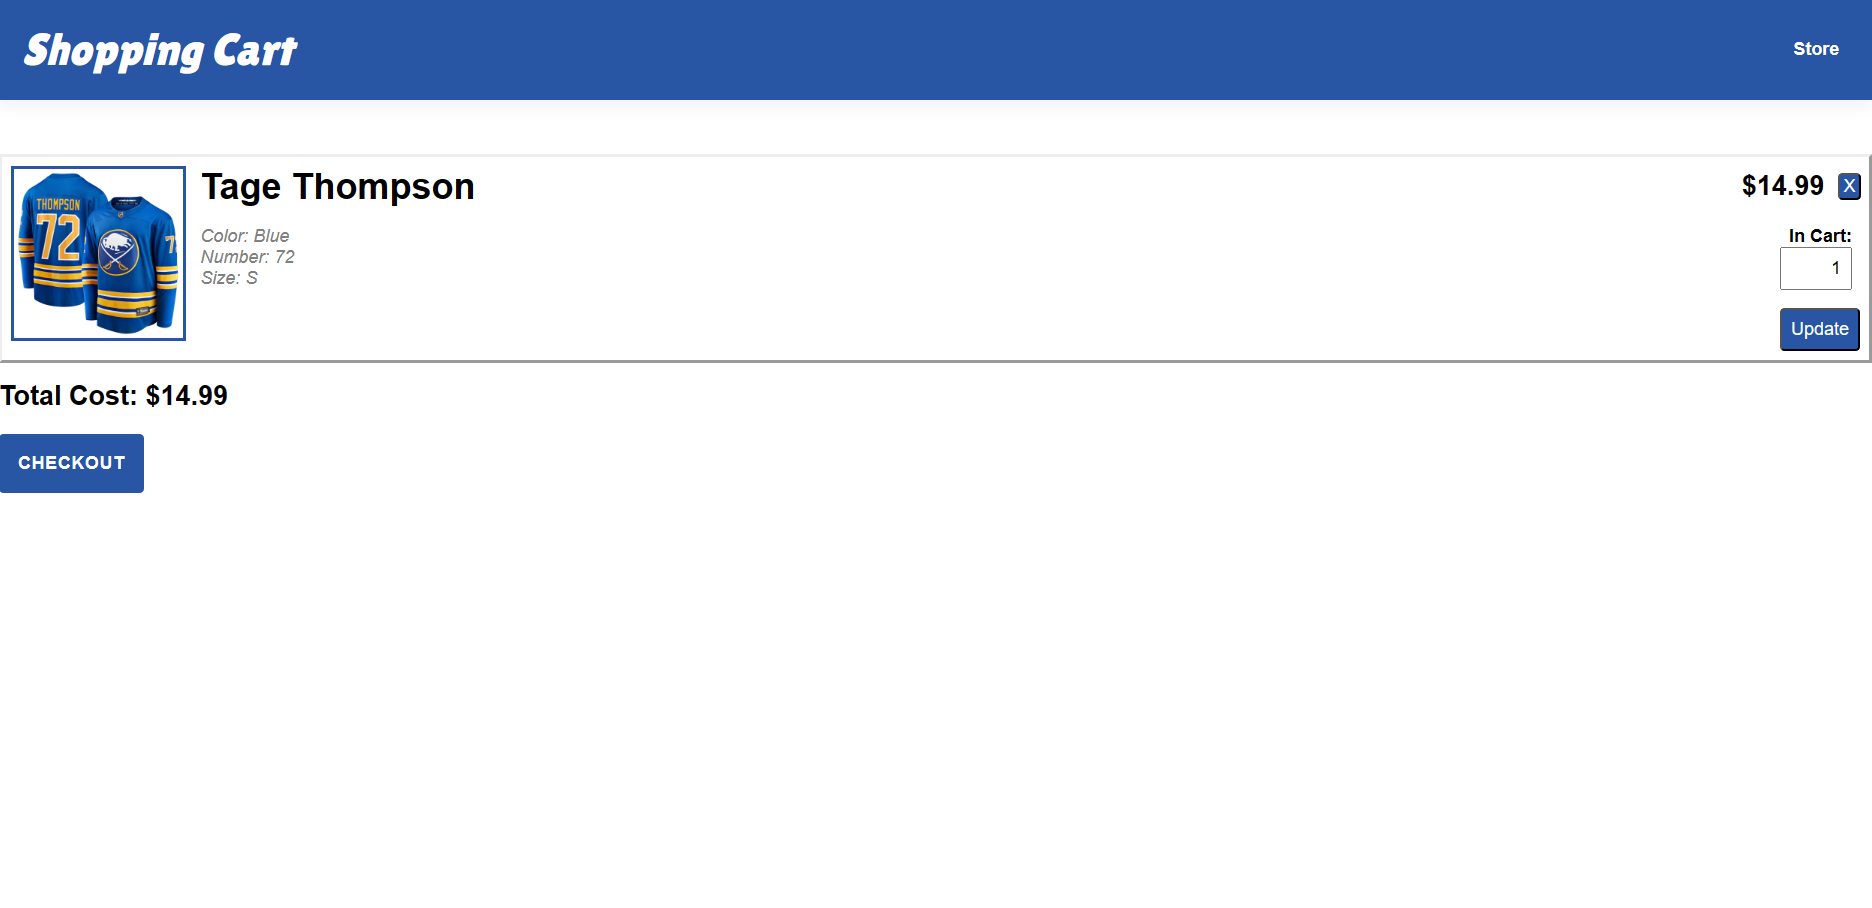 Shopping Cart
Store
THOMPSON
72
7
Tage Thompson
Color: Blue
Number: 72
Size: S
$14.99 X
In Cart:
1
Update
Total Cost: $14.99
CHECKOUT